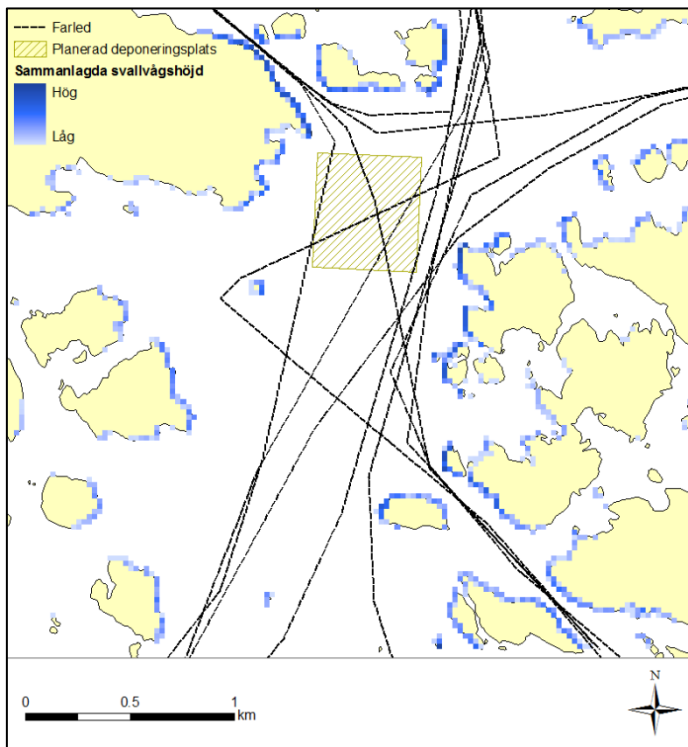 Farled
Planerad deponeringsplats
Sammanlagda svallvågshöjd
Hög
Låg
0 0.5 1
km
N